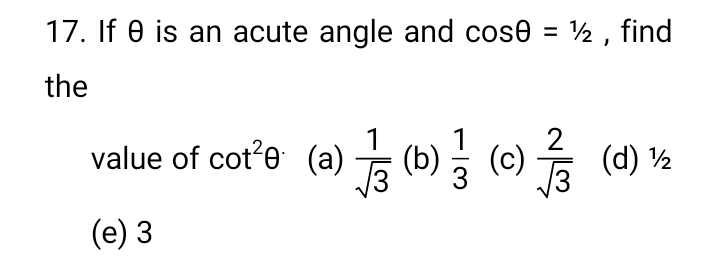 17. If θ is an acute angle and cosθ = ½ , find
the
value of cot²θ. (a) 1/√3 (b) 1/3 (c) 2/√3 (d) ½
(e) 3